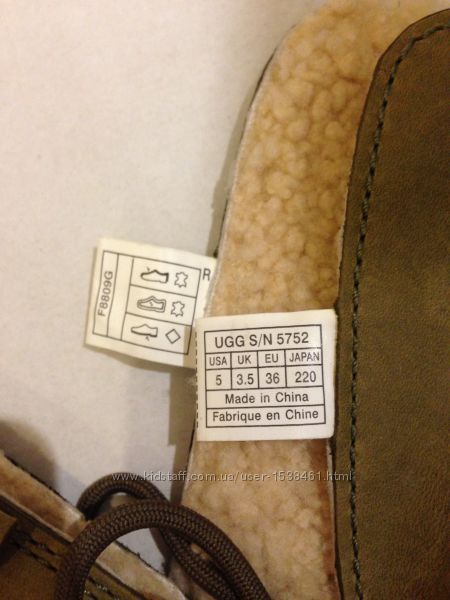 F8809G
R
UGG S/N 5752
USA UK EU JAPAN
5 3.5 36 220
Made in China
Fabrique en Chine
www.kidstaff.com.ua/user-1538461.html